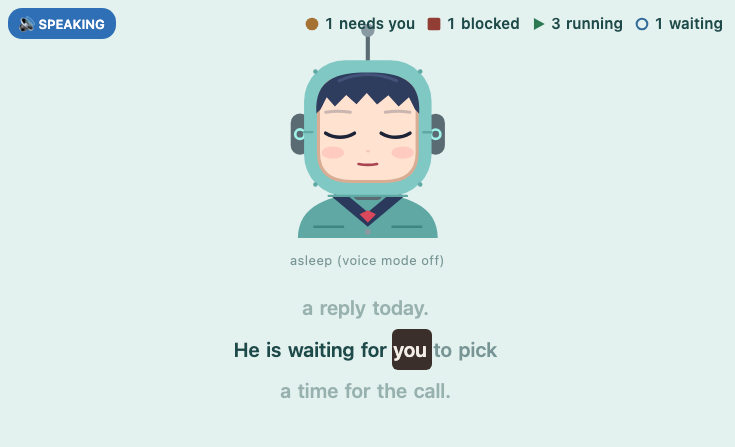 SPEAKING
1 needs you 1 blocked 3 running 1 waiting
asleep (voice mode off)
a reply today.
He is waiting for you to pick
a time for the call.